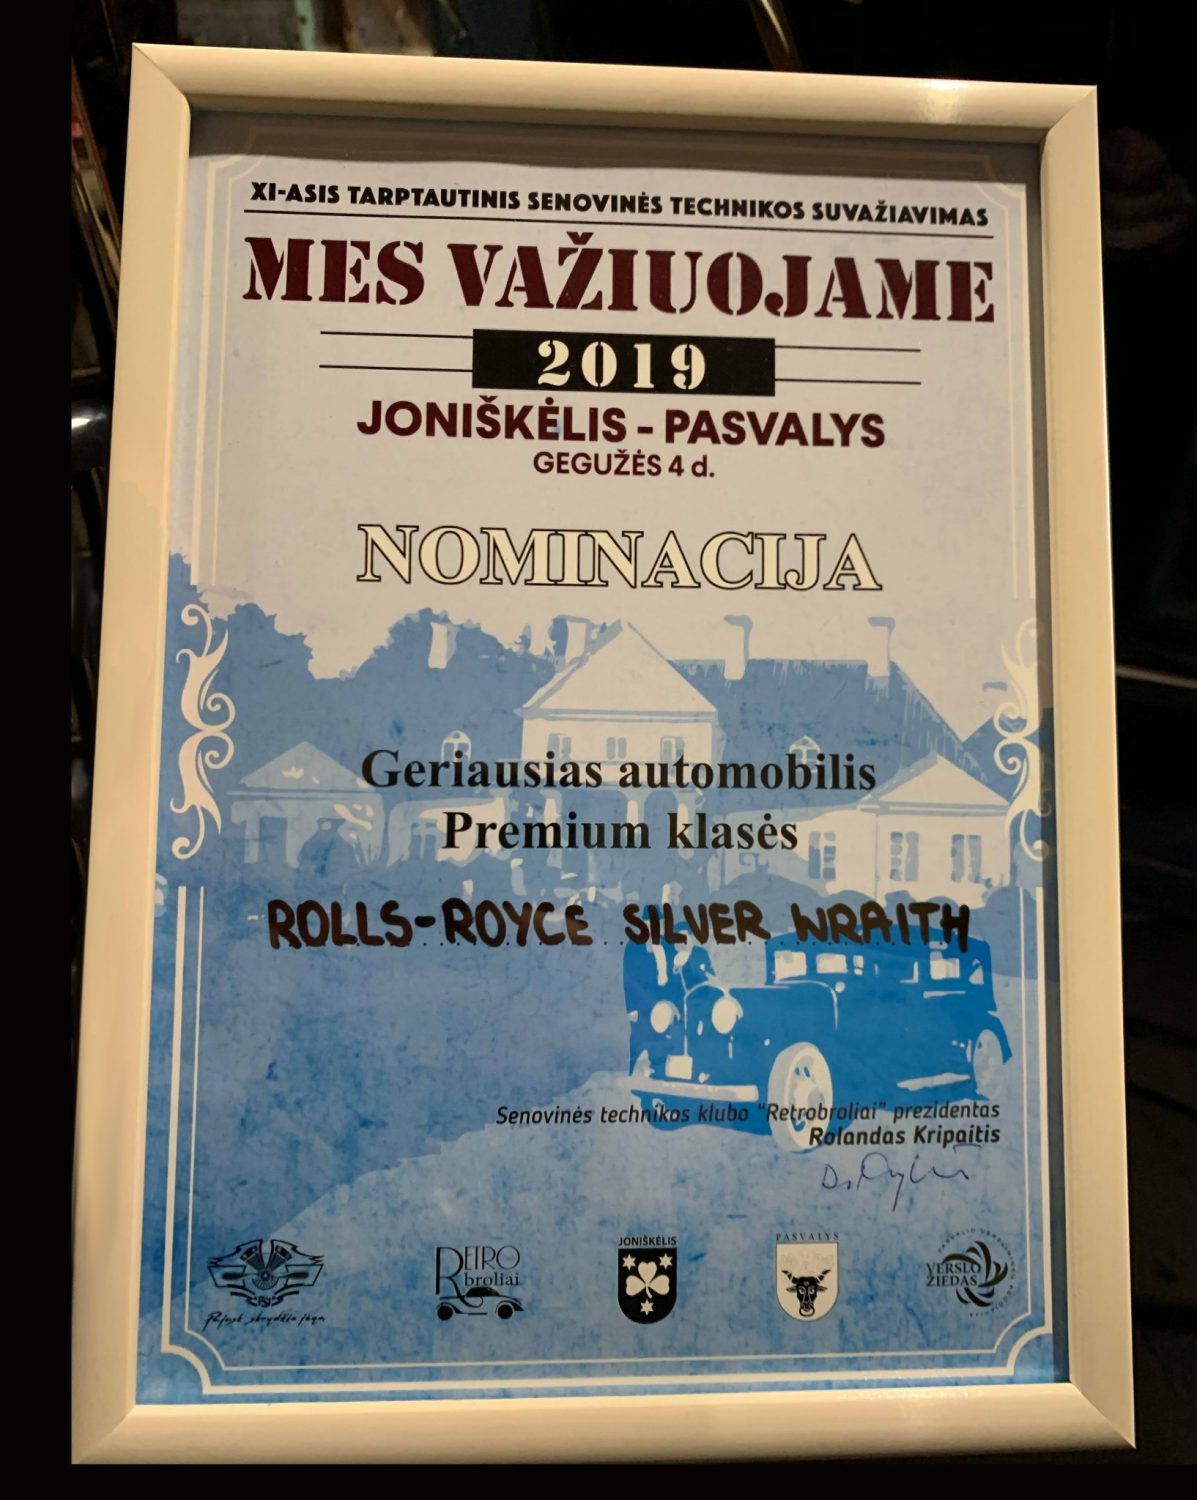 XI-ASIS TARPTAUTINIS SENOVINĖS TECHNIKOS SUVAŽIAVIMAS
MES VAŽIUOJAME
2019
JONIŠKĖLIS - PASVALYS
GEGUŽĖS 4 d.
NOMINACIJA
Geriausias automobilis
Premium klasės
ROLLS-ROYCE SILVER WRAITH
Senovinės technikos klubo "Retrobroliai" prezidentas
Rolandas Kripaitis
RETRO
broliai
JONIŠKĖLIS
PASVALYS
VERSLO
ŽIEDAS